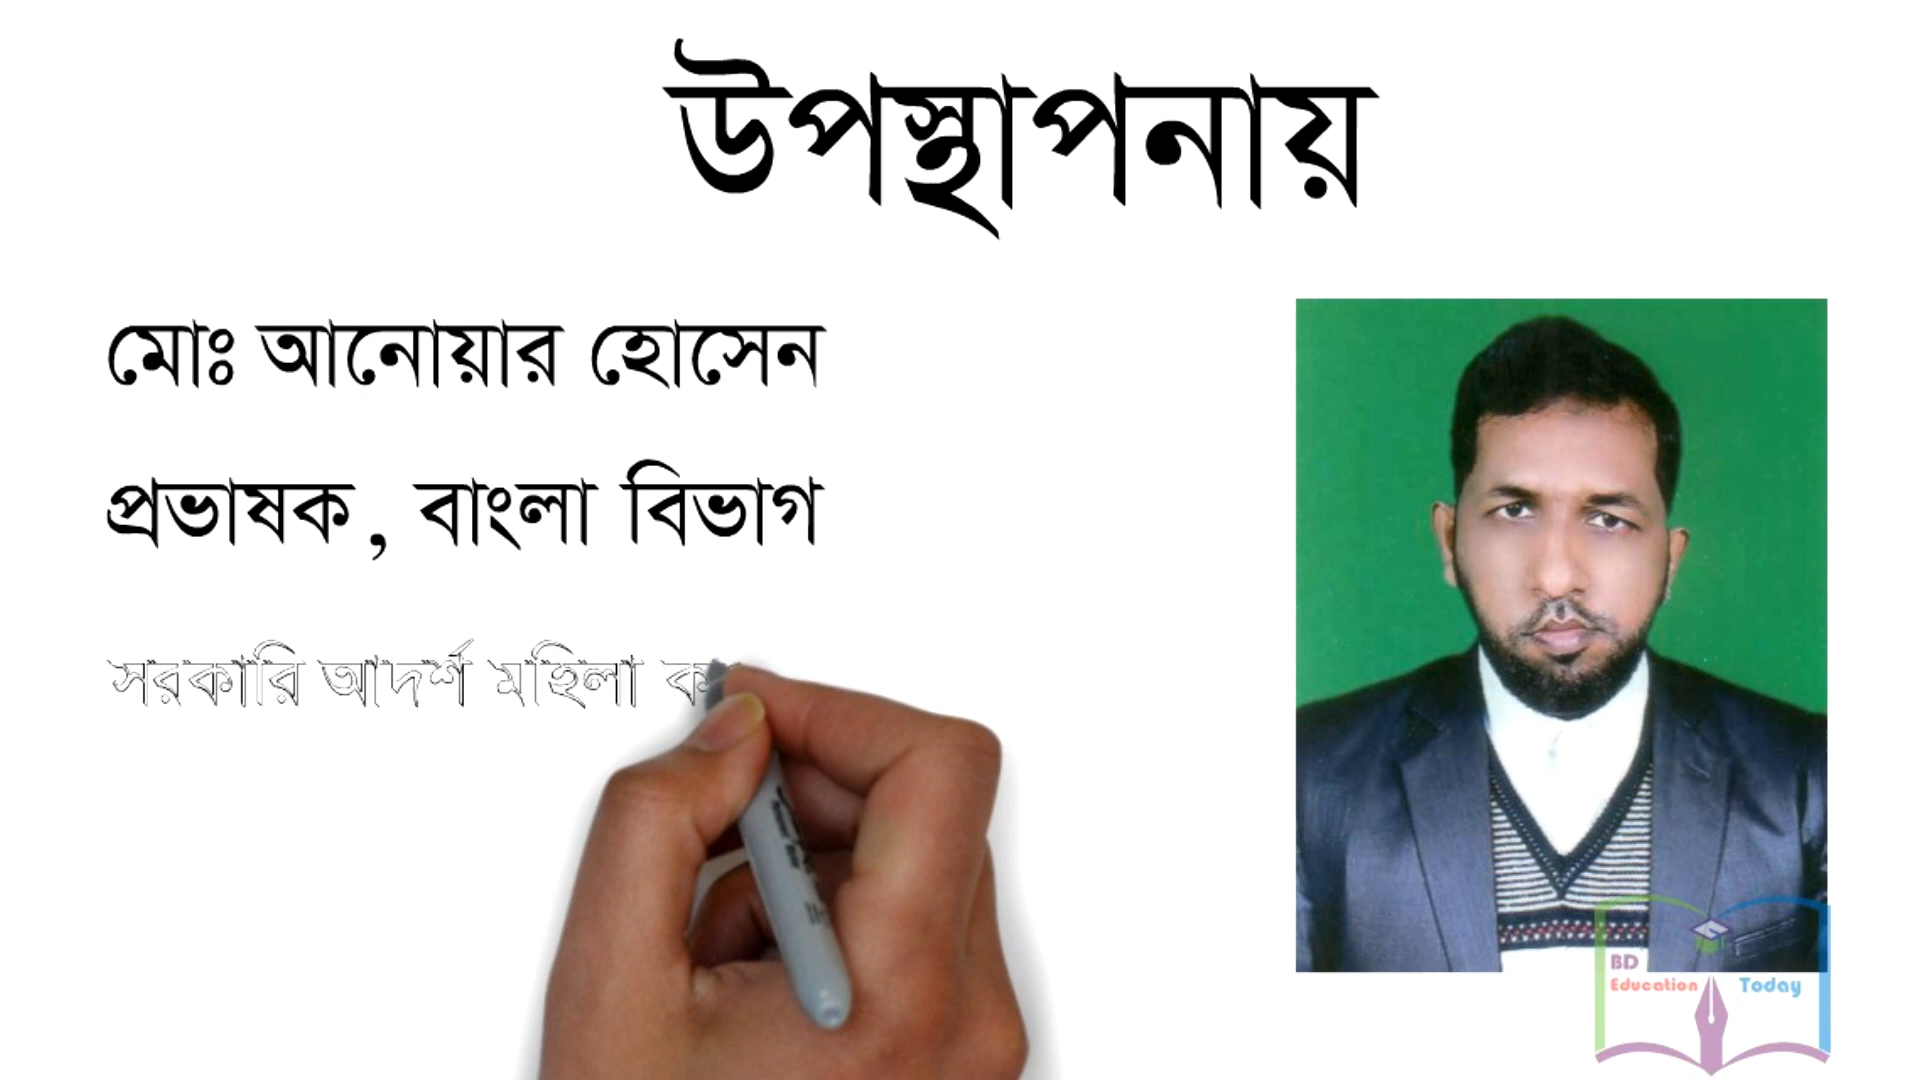 উপস্থাপনায়
মোঃ আনোয়ার হোসেন
প্রভাষক, বাংলা বিভাগ
সরকারি আদর্শ মহিলা
BD
Education Today